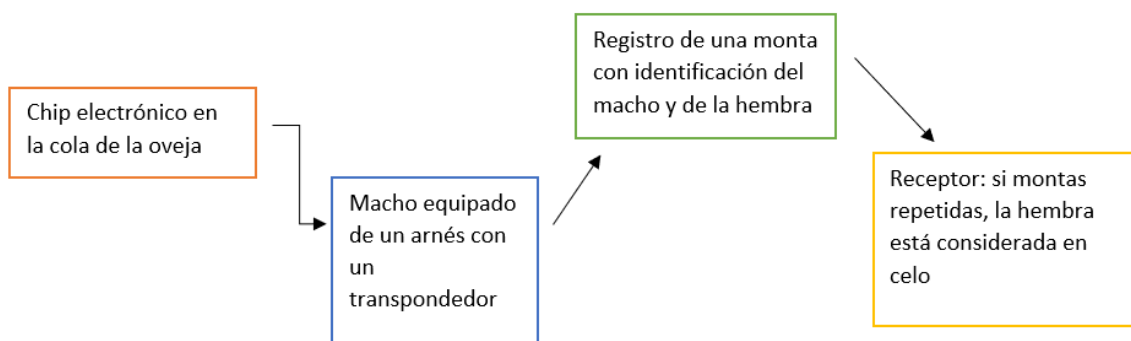 Chip electrónico en
la cola de la oveja
Macho equipado
de un arnés con
un
transpondedor
Registro de una monta
con identificación del
macho y de la hembra
Receptor: si montas
repetidas, la hembra
está considerada en
celo